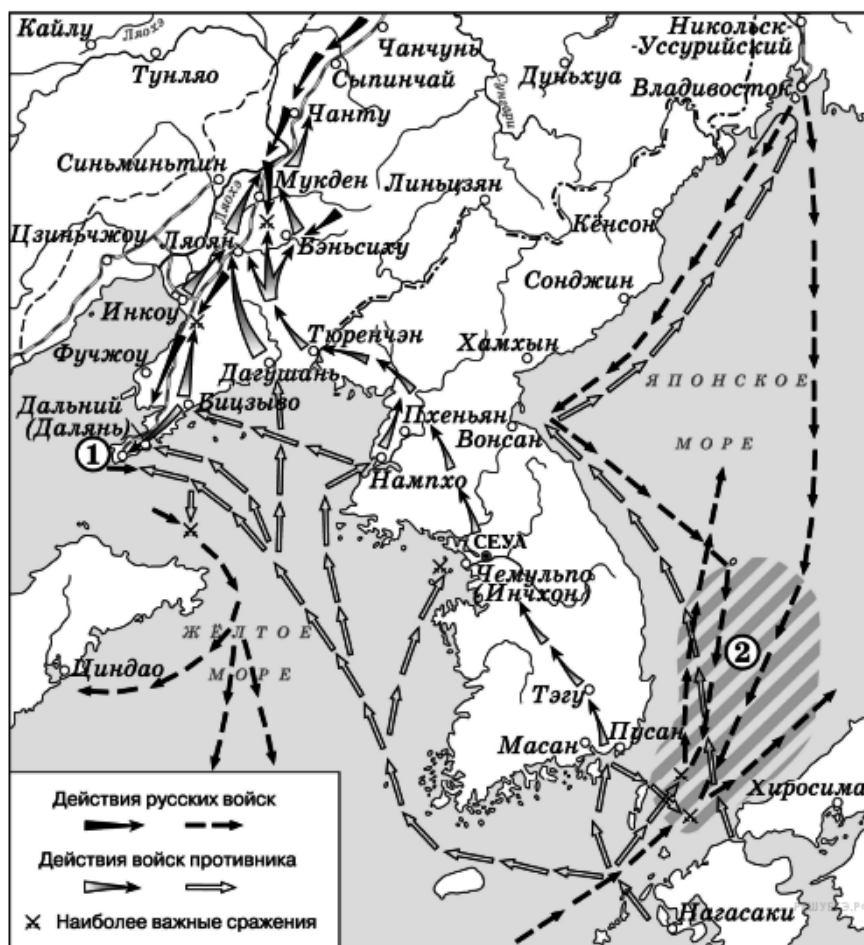 Кайлу
Ляохэ
Тунляо
Чанчунь
Сыпинчай
Сунгари
Дуньхуа
Никольск-
-Уссурийский
Владивосток
Чанту
Синьминьтин
Ляохэ
Мукден
Линьцзян
Кёнсон
Цзиньчжоу
Ляоян
Бэньсиху
Сонджин
Инкоу
Тюренчэн
Хамхын
Фучжоу
Дагушань
ЯПОНСКОЕ
МОРЕ
Дальний
(Далянь)
Бицзыво
Пхеньян
Вонсан
1
Нампхо
СЕУЛ
Чемульпо
(Инчхон)
ЖЁЛТОЕ
МОРЕ
Циндао
2
Тэгу
Масан
Пусан
Хиросима
Нагасаки
Действия русских войск
Действия войск противника
Наиболее важные сражения